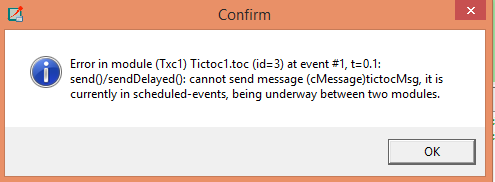 Confirm
Error in module (Txc1) Tictoc1.toc (id=3) at event #1, t=0.1:
send()/sendDelayed(): cannot send message (cMessage)tictocMsg, it is
currently in scheduled-events, being underway between two modules.
OK